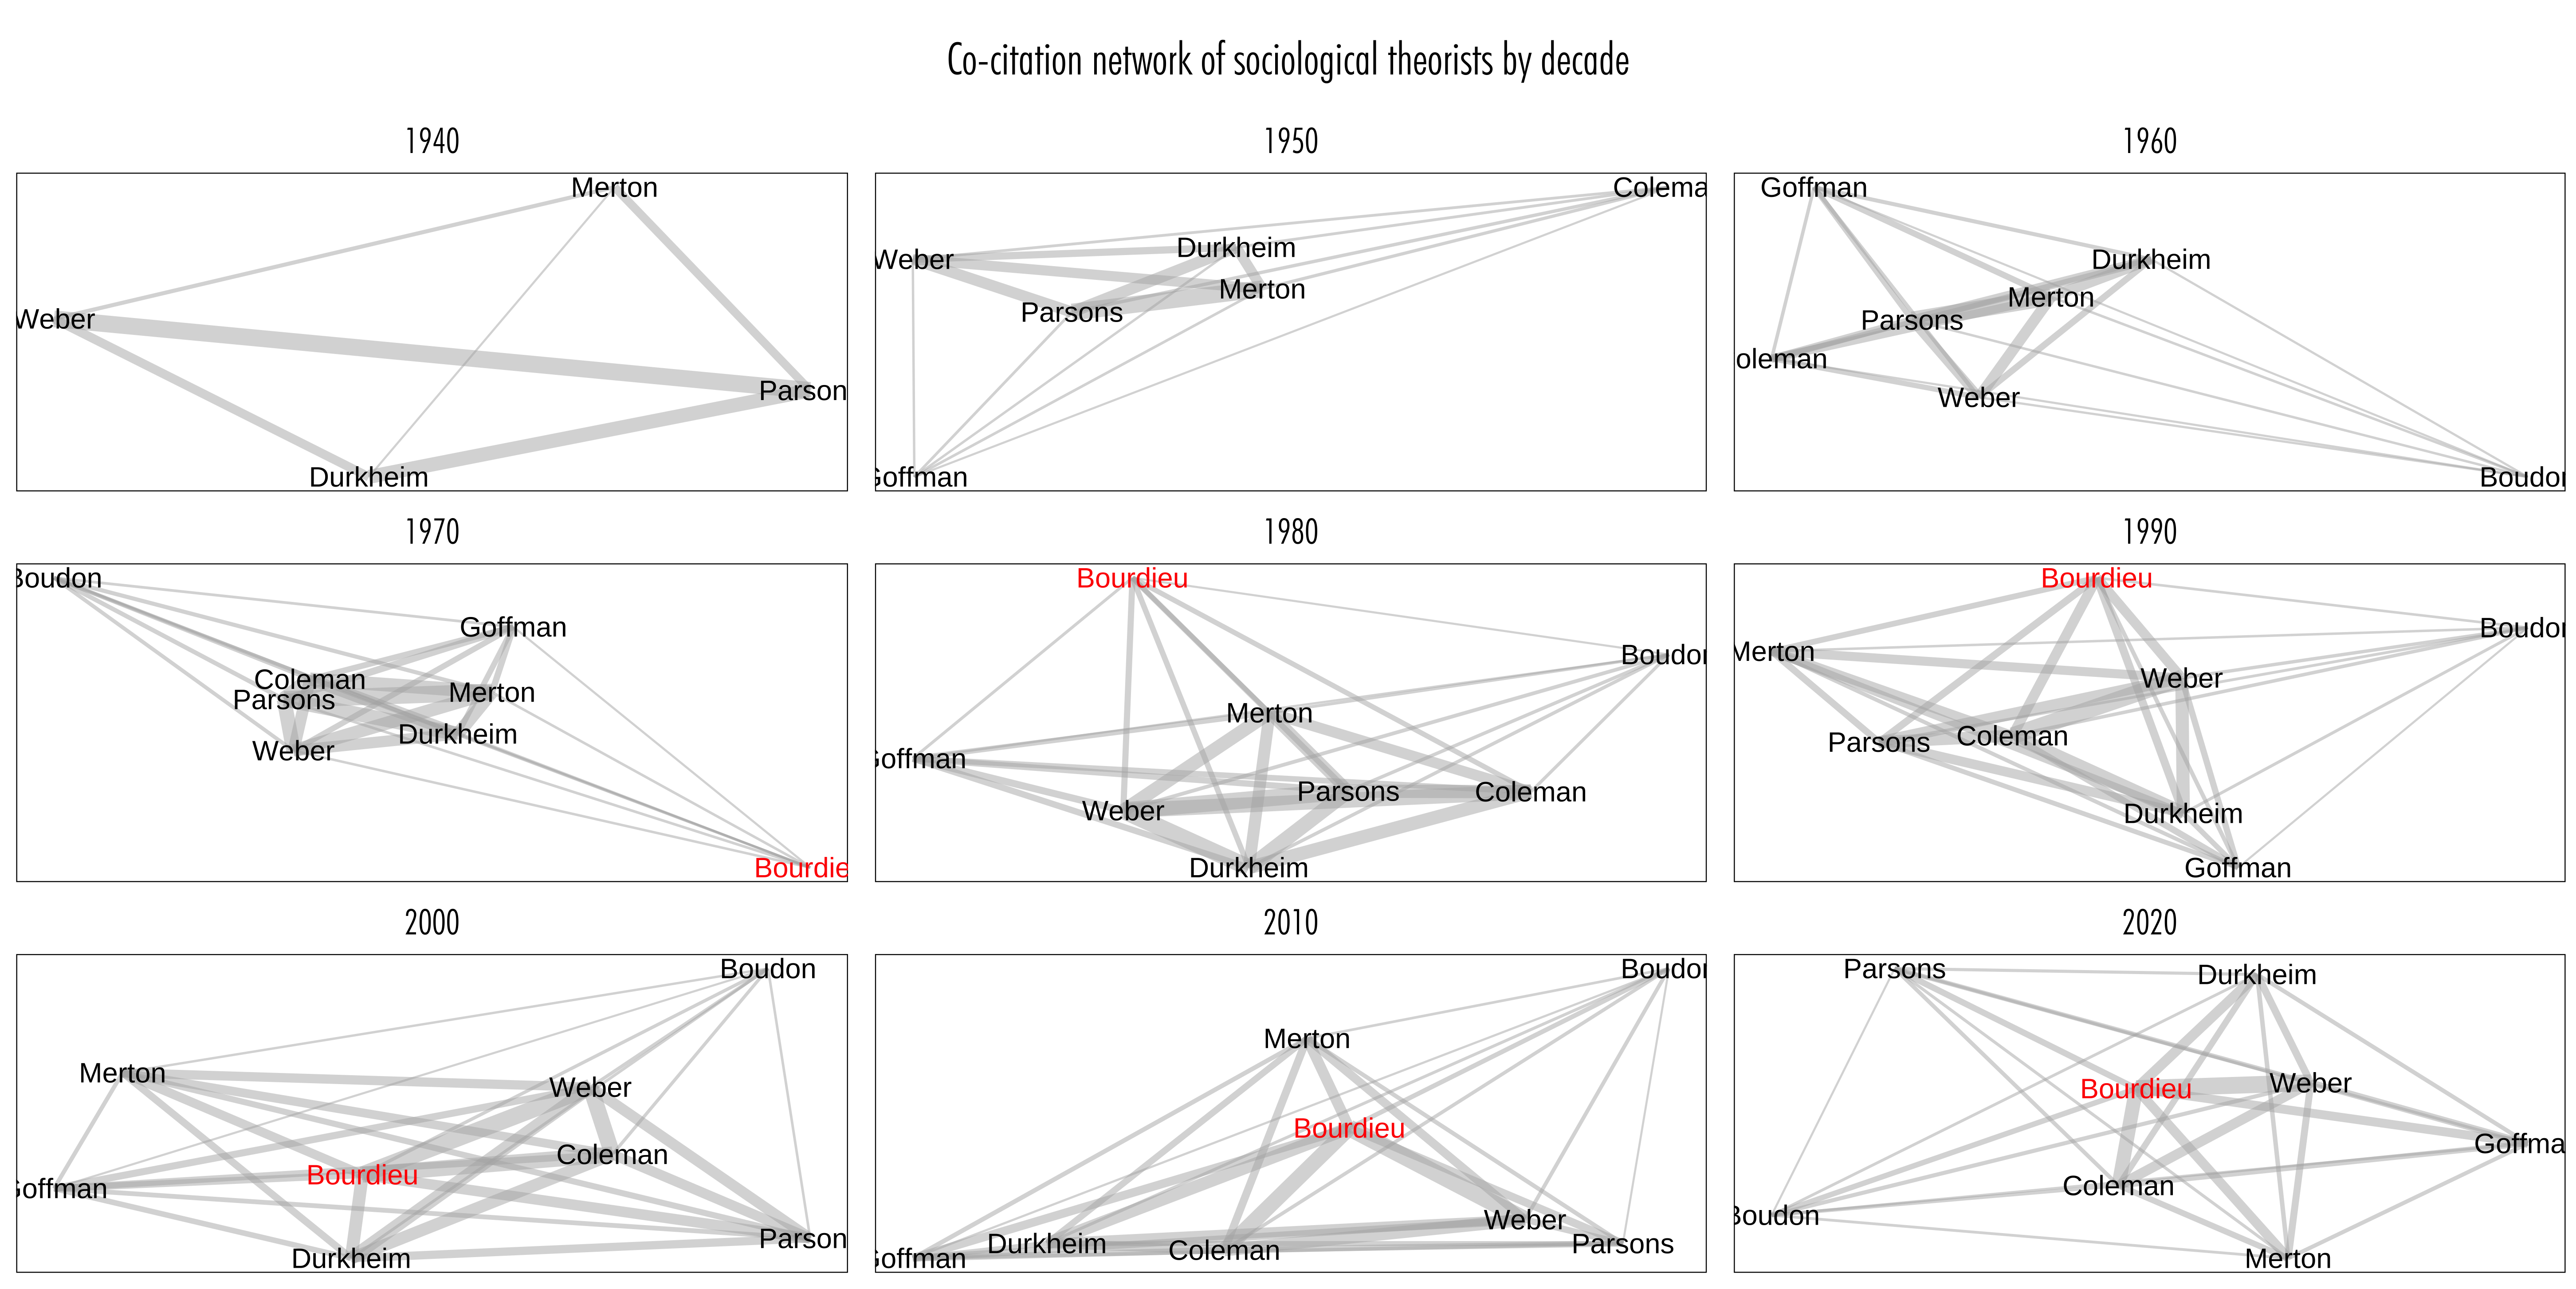 Co-citation network of sociological theorists by decade
1940
Merton
Weber
Parson
Durkheim
1950
Colema
Durkheim
Weber
Merton
Parsons
Goffman
1960
Goffman
Durkheim
Merton
Parsons
oleman
Weber
Boudon
1970
Boudon
Goffman
Coleman
Merton
Parsons
Durkheim
Weber
Bourdie
1980
Bourdieu
Boudon
Merton
Goffman
Parsons
Coleman
Weber
Durkheim
1990
Bourdieu
Boudon
Merton
Weber
Coleman
Parsons
Durkheim
Goffman
2000
Boudon
Merton
Weber
Coleman
Bourdieu
Goffman
Parson
Durkheim
2010
Boudon
Merton
Bourdieu
Weber
Durkheim
Parsons
Coleman
Goffman
2020
Parsons
Durkheim
Weber
Bourdieu
Goffma
Coleman
Boudon
Merton